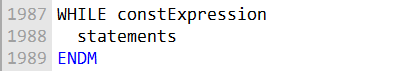 1987 WHILE constExpression
1988   statements
1989 ENDM